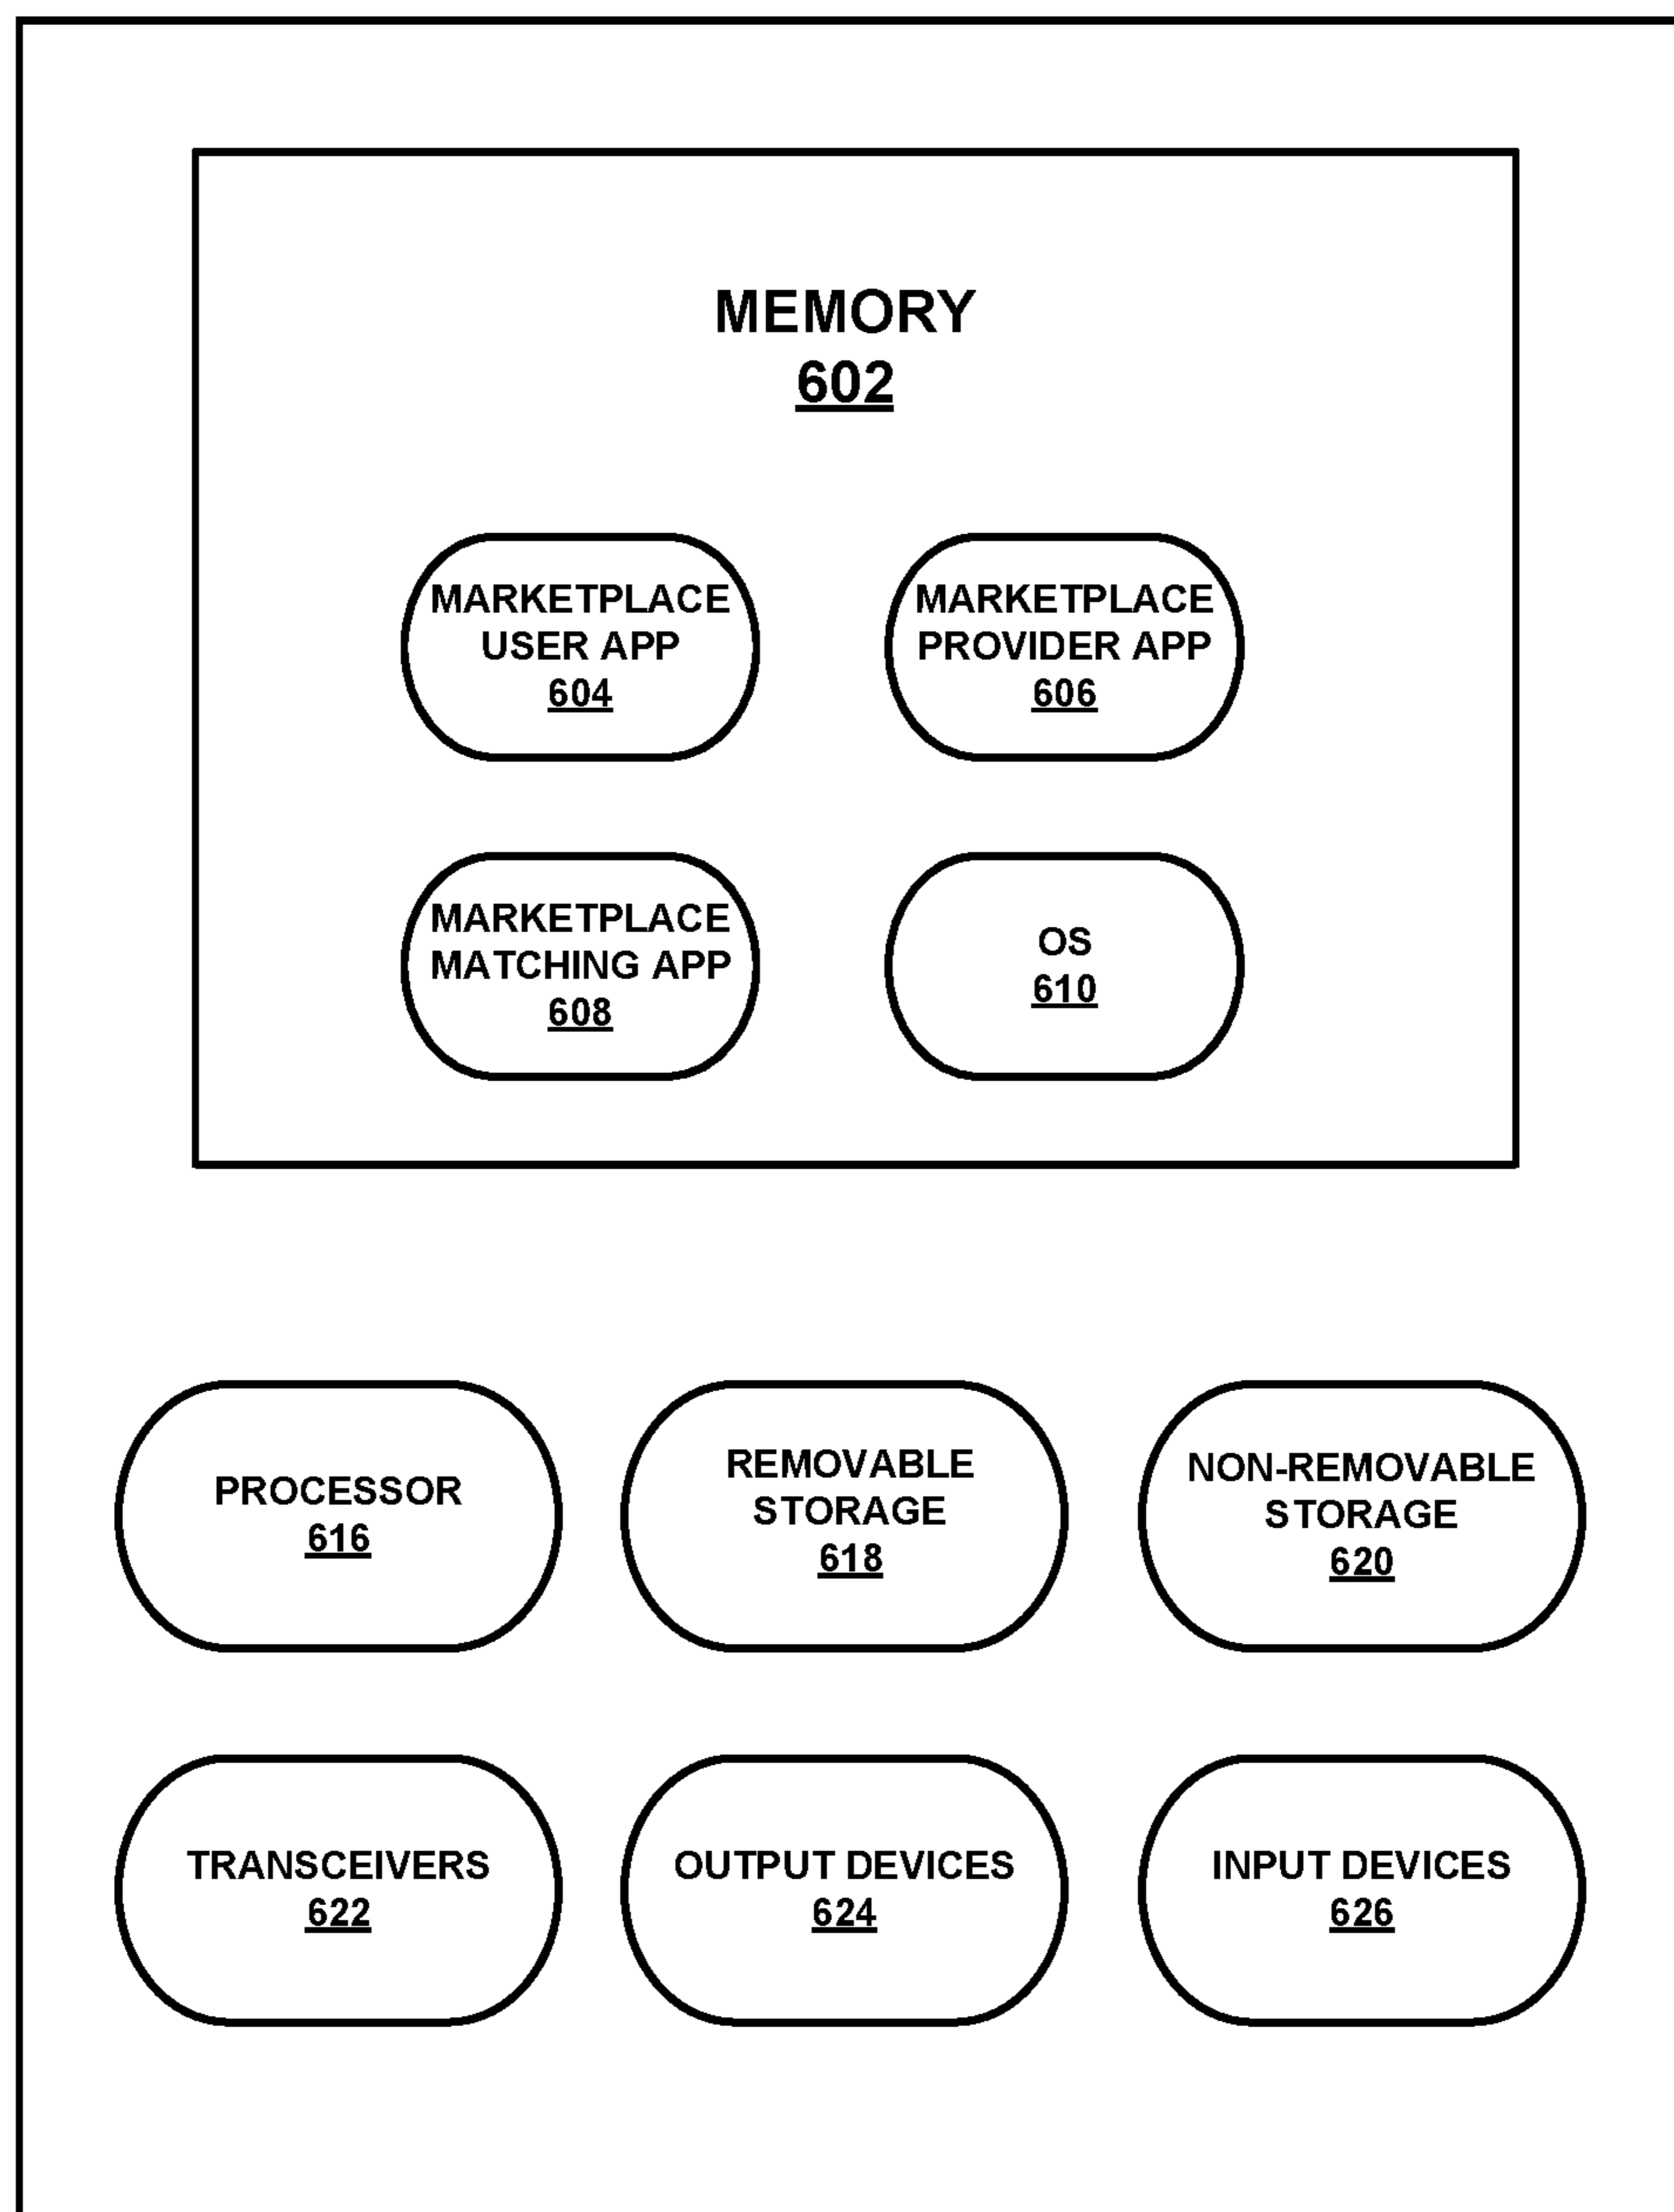 MEMORY
602
MARKETPLACE
USER APP
604
MARKETPLACE
PROVIDER APP
606
MARKETPLACE
MATCHING APP
608
OS
610
PROCESSOR
616
REMOVABLE
STORAGE
618
NON-REMOVABLE
STORAGE
620
TRANSCEIVERS
622
OUTPUT DEVICES
624
INPUT DEVICES
626